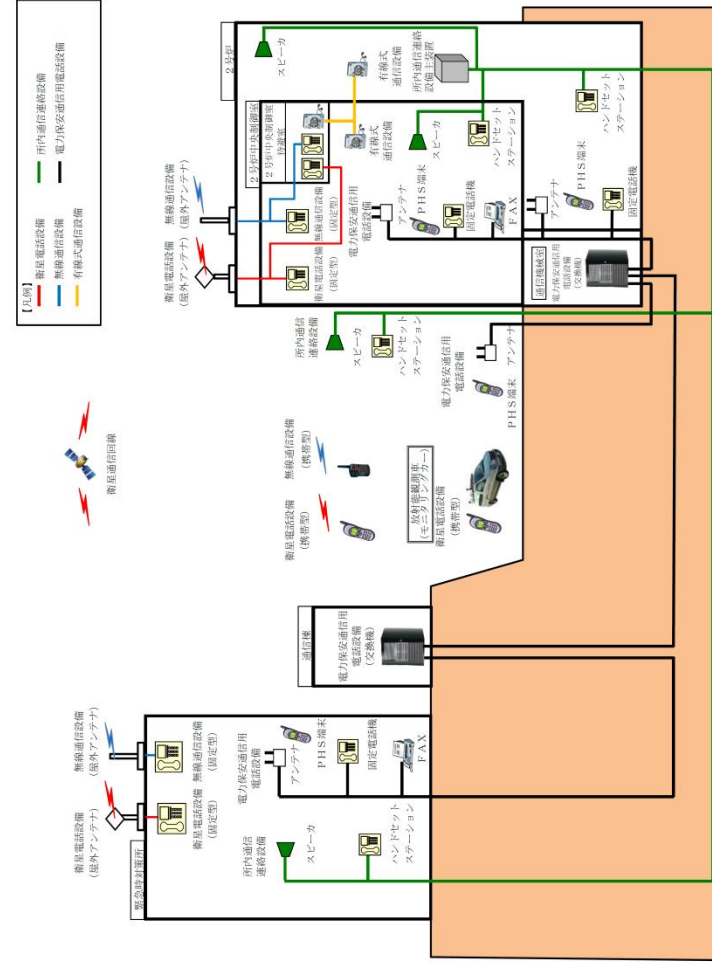 【凡例】
衛星電話設備
無線通信設備
有線式通信設備
所内通信連絡設備
電力保安通信用電話設備
衛星通信回線
緊急時対策所
衛星電話設備
(屋外アンテナ)
無線通信設備
(屋外アンテナ)
衛星電話設備
(固定型)
無線通信設備
(固定型)
所内通信
連絡設備
スピーカ
ハンドセット
ステーション
電力保安通信用
電話設備
アンテナ
PHS端末
固定電話機
FAX
通信棟
電力保安通信用
電話設備
(交換機)
衛星電話設備
(携帯型)
無線通信設備
(携帯型)
放射能観測車
(モニタリングカー)
衛星電話設備
(携帯型)
所内通信
連絡設備
スピーカ
ハンドセット
ステーション
電力保安通信用
電話設備
アンテナ
PHS端末
2号炉
衛星電話設備
(屋外アンテナ)
無線通信設備
(屋外アンテナ)
2号炉中央制御室
2号炉中央制御室
待避室
衛星電話設備
(固定型)
無線通信設備
(固定型)
有線式
通信設備
有線式
通信設備
スピーカ
所内通信連絡
設備主装置
スピーカ
ハンドセット
ステーション
ハンドセット
ステーション
電力保安通信用
電話設備
アンテナ
PHS端末
固定電話機
FAX
アンテナ
PHS端末
固定電話機
通信機械室
電力保安通信用
電話設備
(交換機)